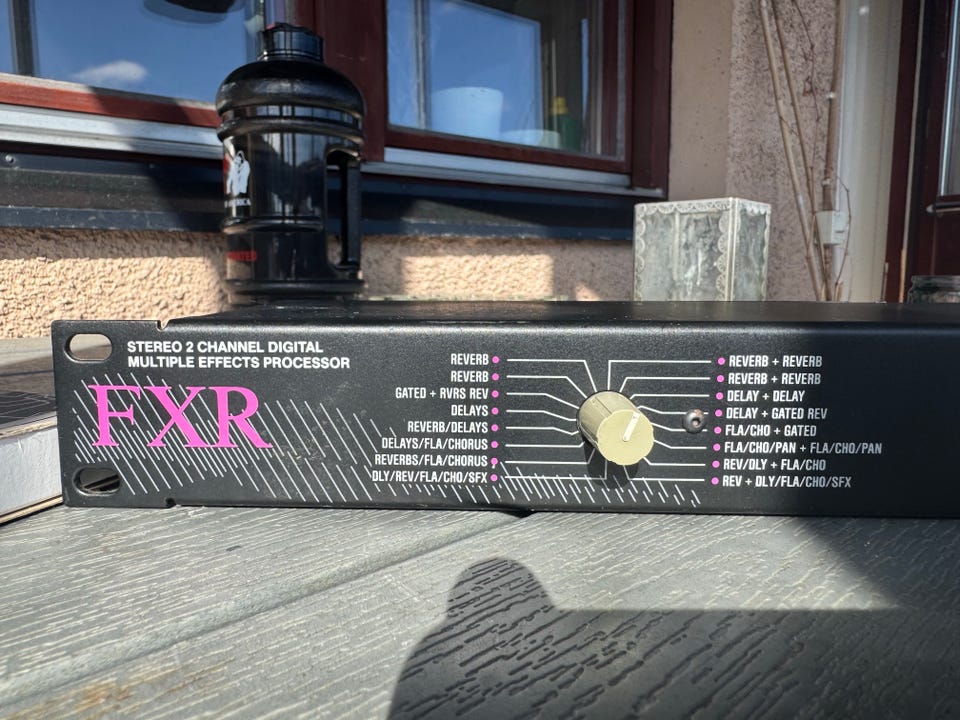 STEREO 2 CHANNEL DIGITAL
MULTIPLE EFFECTS PROCESSOR
FXR
REVERB
REVERB
GATED + RVRS REV
DELAYS
REVERB/DELAYS
DELAYS/FLA/CHORUS
REVERBS/FLA/CHORUS
DLY/REV/FLA/CHO/SFX
REVERB + REVERB
REVERB + REVERB
DELAY + DELAY
DELAY + GATED REV
FLA/CHO + GATED
FLA/CHO/PAN + FLA/CHO/PAN
REV/DLY + FLA/CHO
REV + DLY/FLA/CHO/SFX